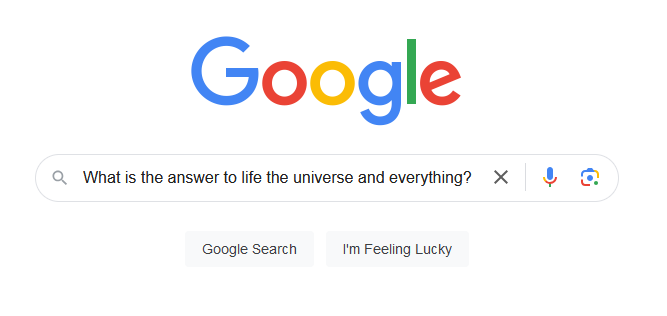 Google
What is the answer to life the universe and everything?
Google Search
I'm Feeling Lucky